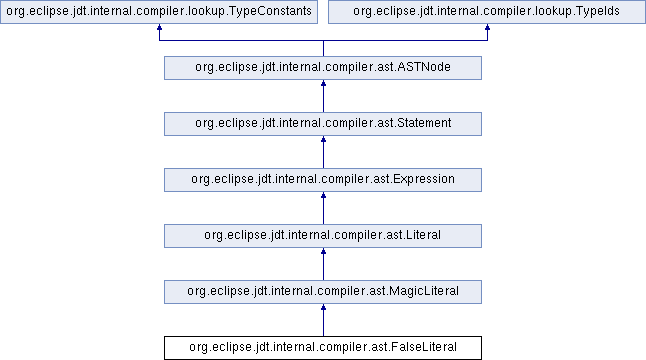 org.eclipse.jdt.internal.compiler.lookup.TypeConstants
org.eclipse.jdt.internal.compiler.lookup.TypeIds
org.eclipse.jdt.internal.compiler.ast.ASTNode
org.eclipse.jdt.internal.compiler.ast.Statement
org.eclipse.jdt.internal.compiler.ast.Expression
org.eclipse.jdt.internal.compiler.ast.Literal
org.eclipse.jdt.internal.compiler.ast.MagicLiteral
org.eclipse.jdt.internal.compiler.ast.FalseLiteral